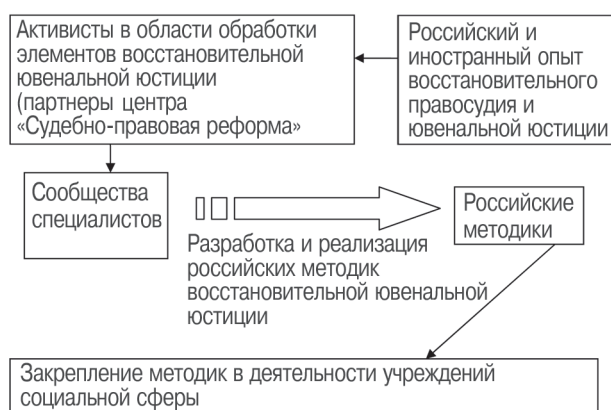 Активисты в области обработки
элементов восстановительной
ювенальной юстиции
(партнеры центра
«Судебно-правовая реформа»
Российский и
иностранный опыт
восстановительного
правосудия и
ювенальной юстиции
Сообщества
специалистов
Разработка и реализация
российских методик
восстановительной ювенальной
юстиции
Российские
методики
Закрепление методик в деятельности учреждений
социальной сферы